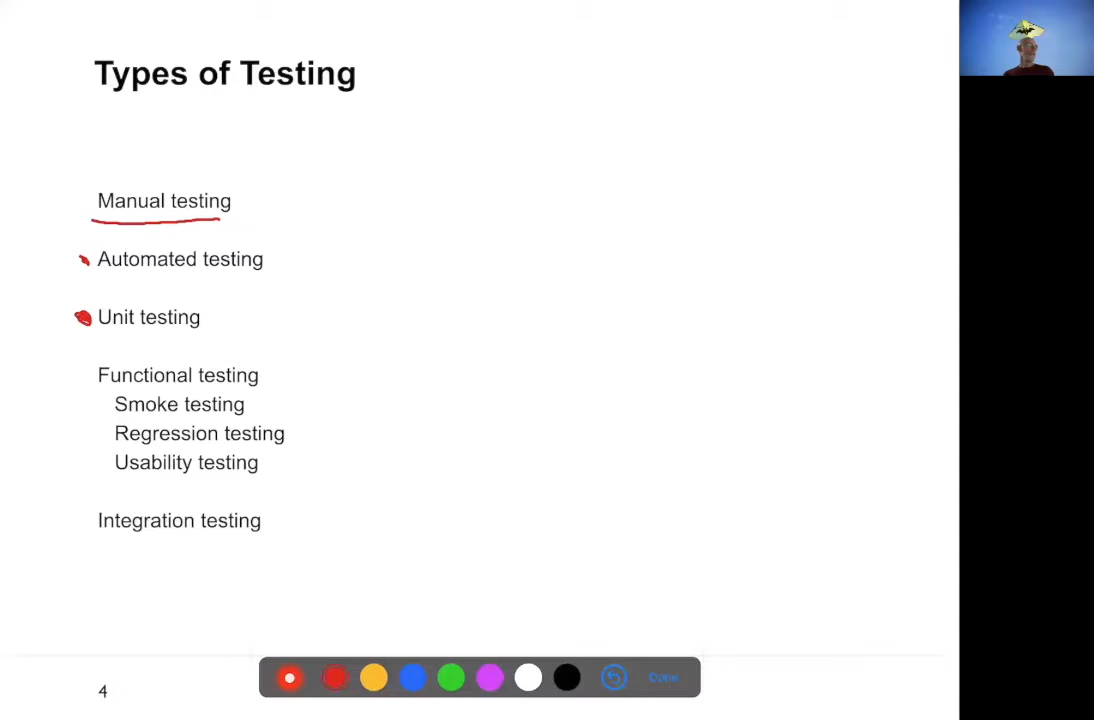 Types of Testing
Manual testing
Automated testing
Unit testing
Functional testing
Smoke testing
Regression testing
Usability testing
Integration testing
4
Done